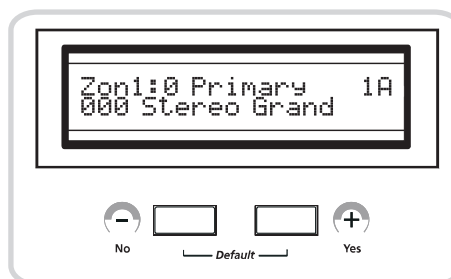 Zon1:0 Primary 1A
000 Stereo Grand
- +
No Default Yes